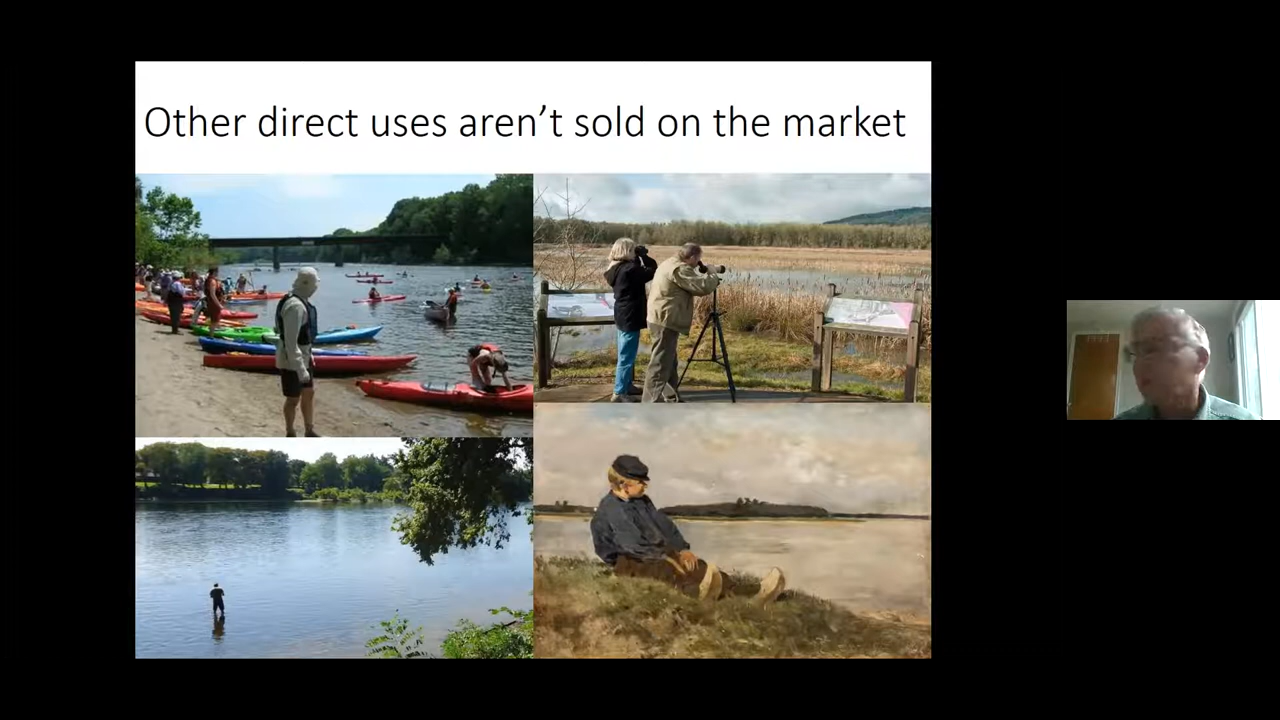 Other direct uses aren’t sold on the market